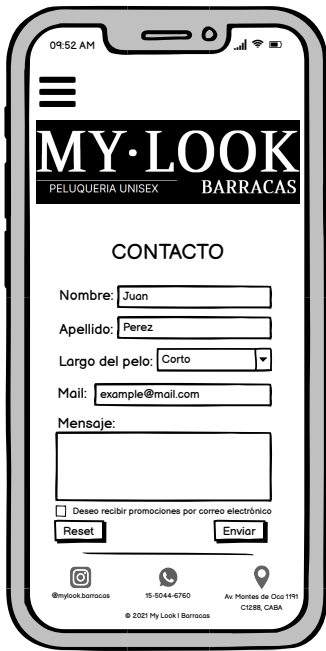 09:52 AM
MY·LOOK
PELUQUERIA UNISEX BARRACAS
CONTACTO
Nombre: Juan
Apellido: Perez
Largo del pelo: Corto
Mail: example@mail.com
Mensaje:
Deseo recibir promociones por correo electrónico
Reset Enviar
@mylook.barracas 15-5044-6760 Av. Montes de Oca 1191
C1288, CABA
© 2021 My Look | Barracas